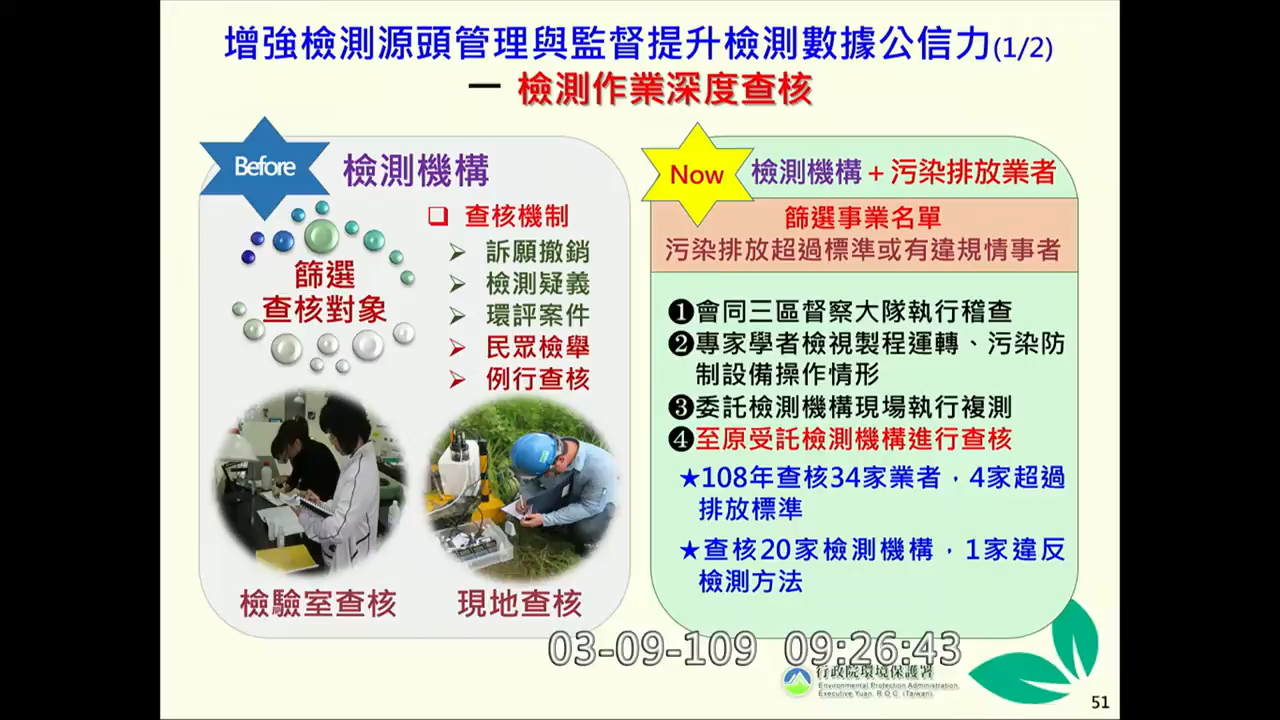 增強檢測源頭管理與監督提升檢測數據公信力(1/2)
一 檢測作業深度查核
Before
檢測機構
篩選
查核對象
❑ 查核機制
➢ 訴願撤銷
➢ 檢測疑義
➢ 環評案件
➢ 民眾檢舉
➢ 例行查核
檢驗室查核
現地查核
Now
檢測機構+污染排放業者
篩選事業名單
污染排放超過標準或有違規情事者
❶會同三區督察大隊執行稽查
❷專家學者檢視製程運轉、污染防
制設備操作情形
❸委託檢測機構現場執行複測
❹至原受託檢測機構進行查核
★108年查核34家業者，4家超過
排放標準
★查核20家檢測機構，1家違反
檢測方法
03-09-109 09:26:43
行政院環境保護署
Environmental Protection Administration
Executive Yuan, R.O.C. (Taiwan)
51